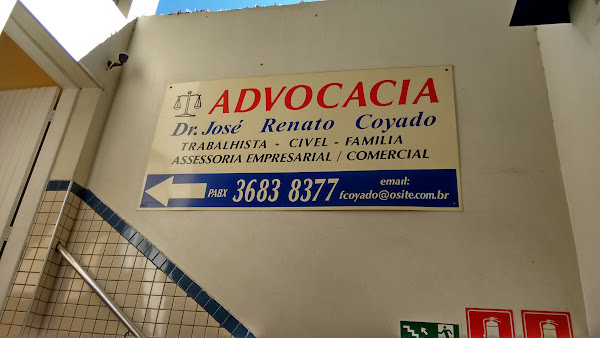 ADVOCACIA
Dr. José Renato Coyado
TRABALHISTA - CIVEL - FAMILIA
ASSESSORIA EMPRESARIAL / COMERCIAL
PABX 3683 8377
email:
fcoyado@osite.com.br